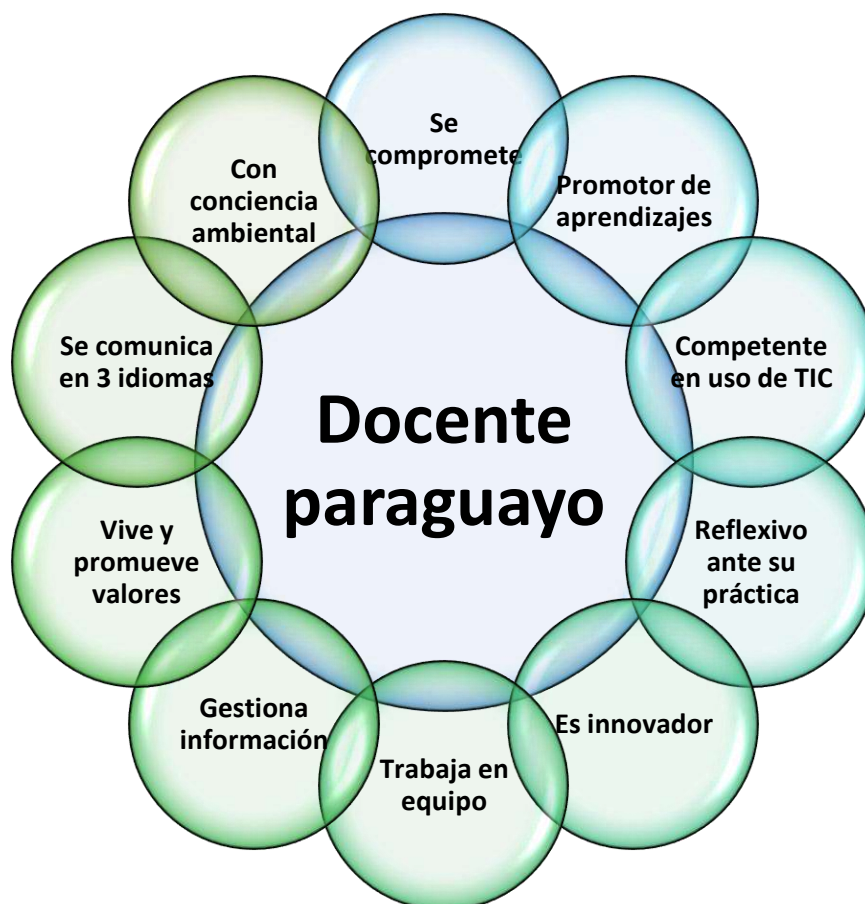 Se
compromete
Promotor de
aprendizajes
Competente
en uso de TIC
Reflexivo
ante su
práctica
Es innovador
Trabaja en
equipo
Gestiona
información
Vive y
promueve
valores
Se comunica
en 3 idiomas
Con
conciencia
ambiental
Docente
paraguayo